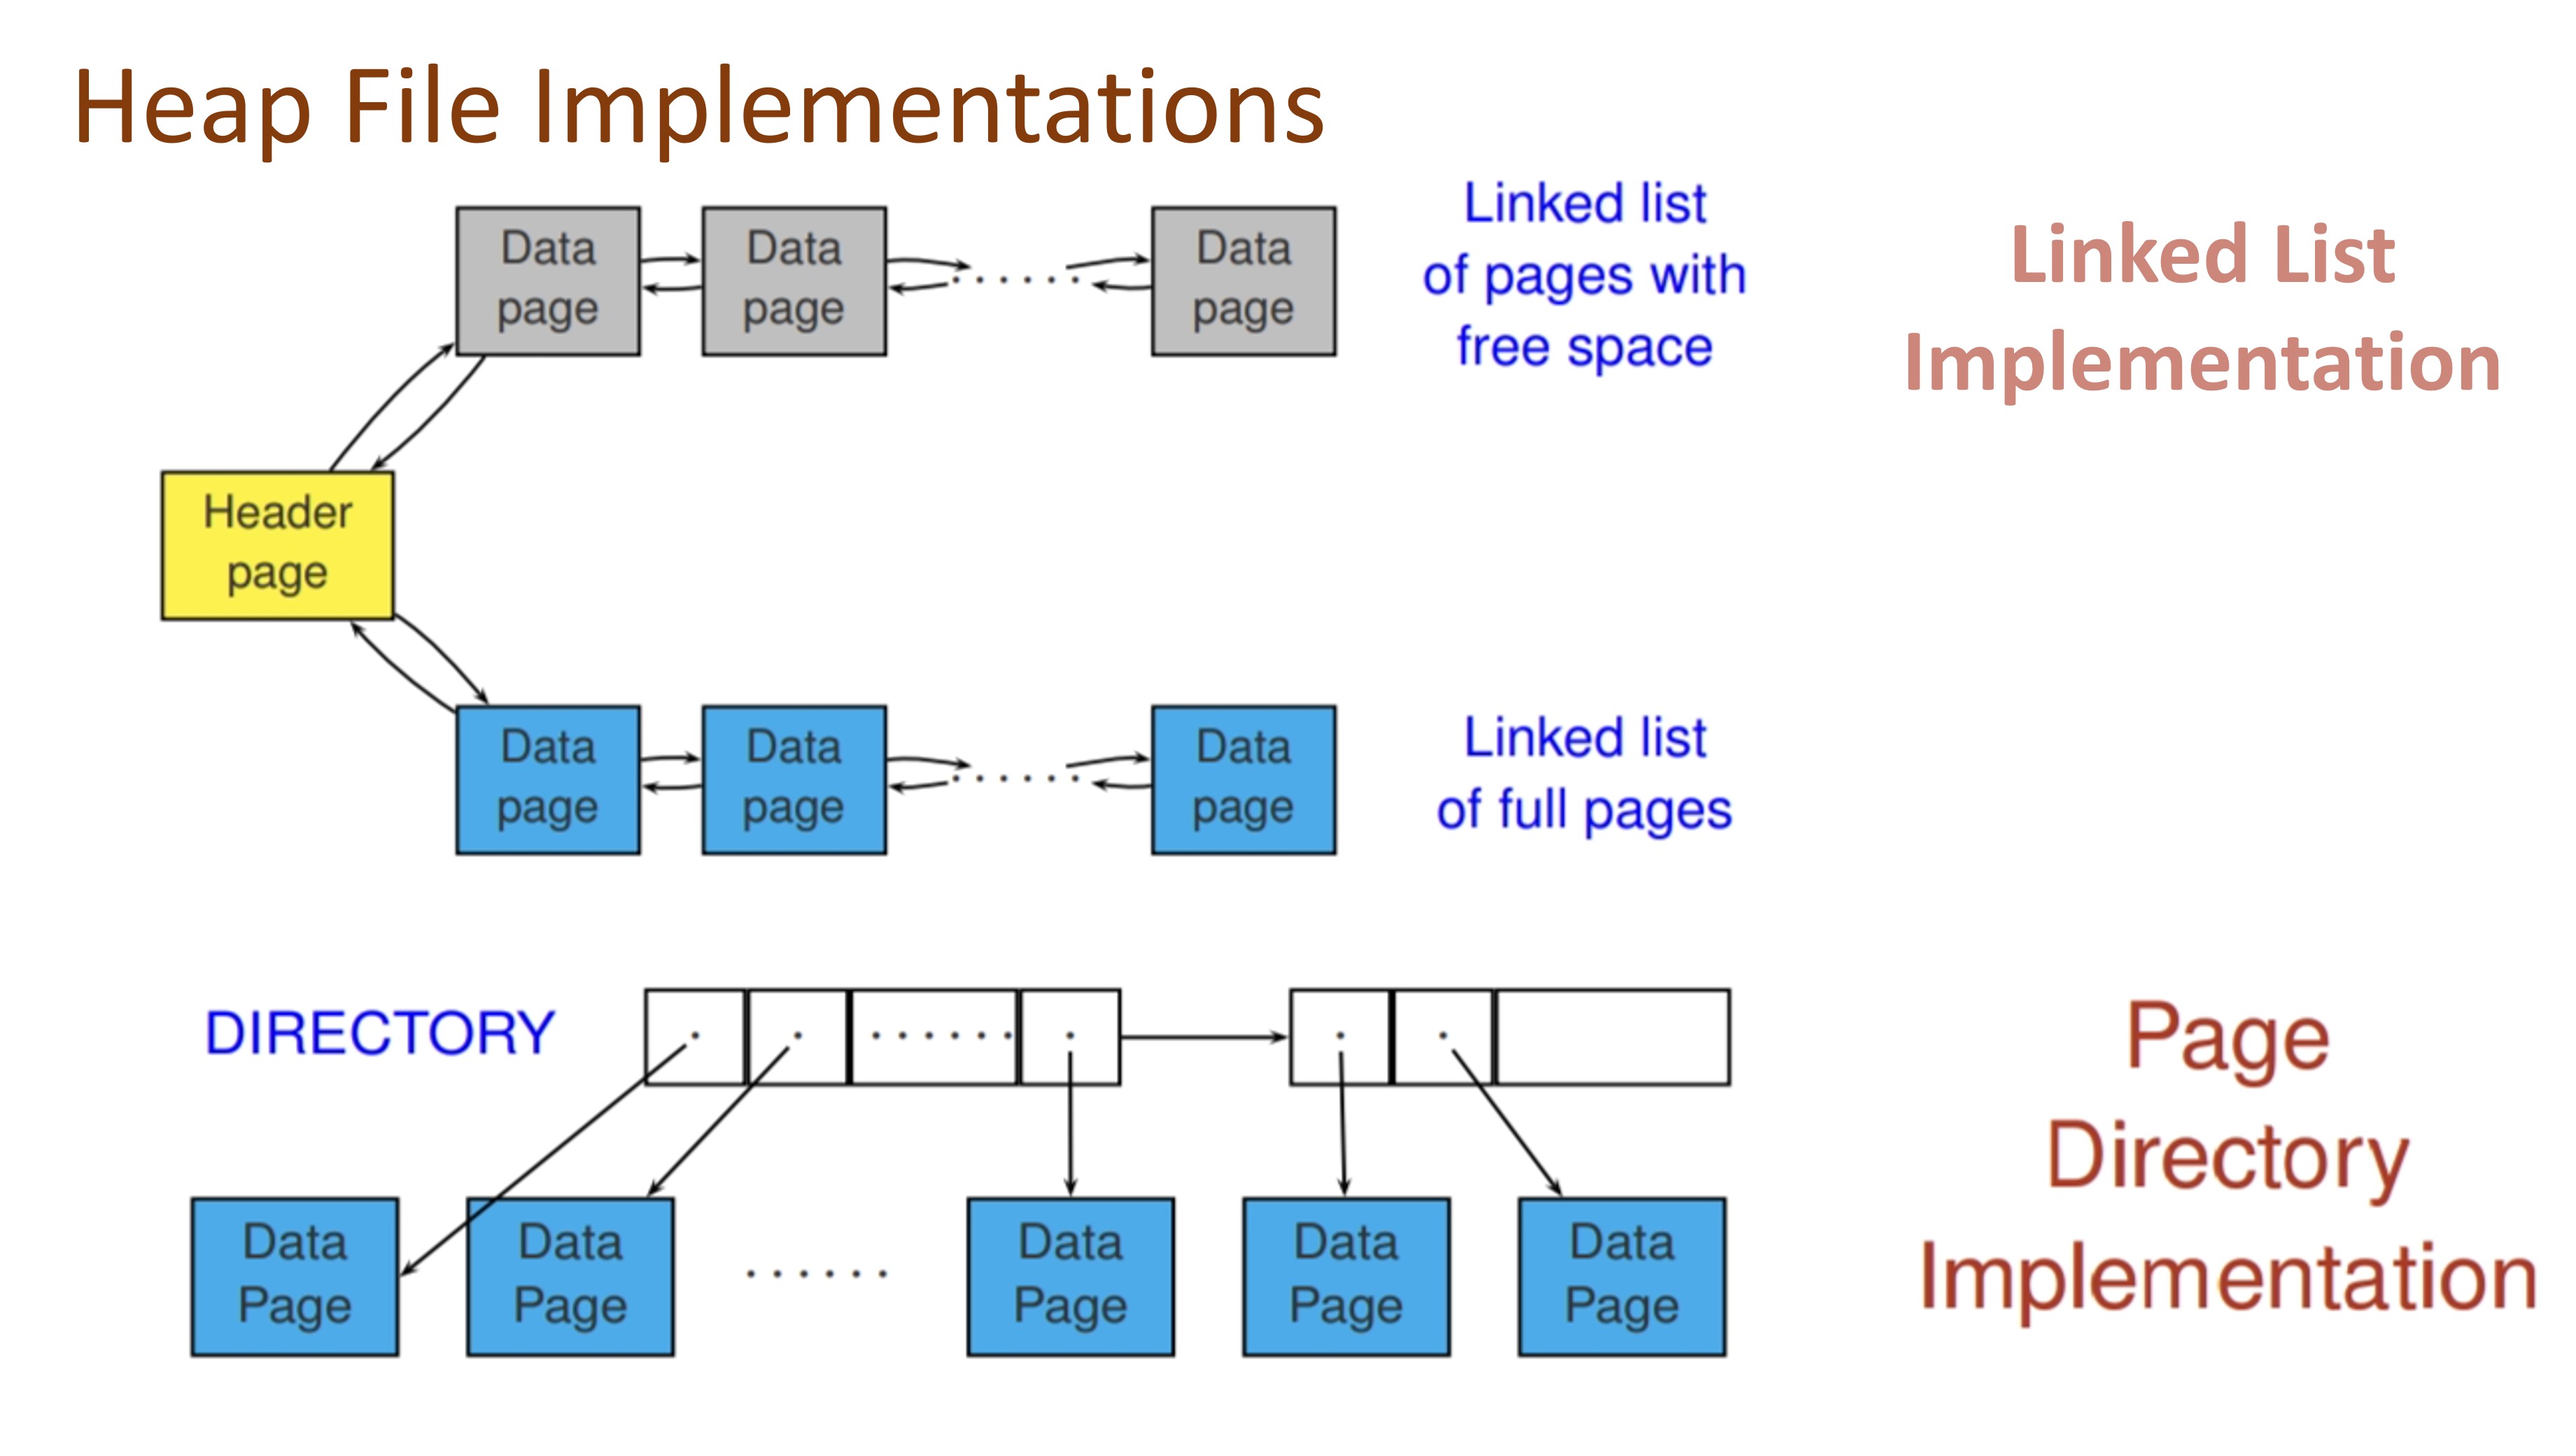 Heap File Implementations
Data
page
Data
page
. . . . . .
Data
page
Linked list
of pages with
free space
Linked List
Implementation
Header
page
Data
page
Data
page
. . . . . .
Data
page
Linked list
of full pages
DIRECTORY
. . . . . .
Page
Directory
Implementation
Data
Page
Data
Page
. . . . . .
Data
Page
Data
Page
Data
Page